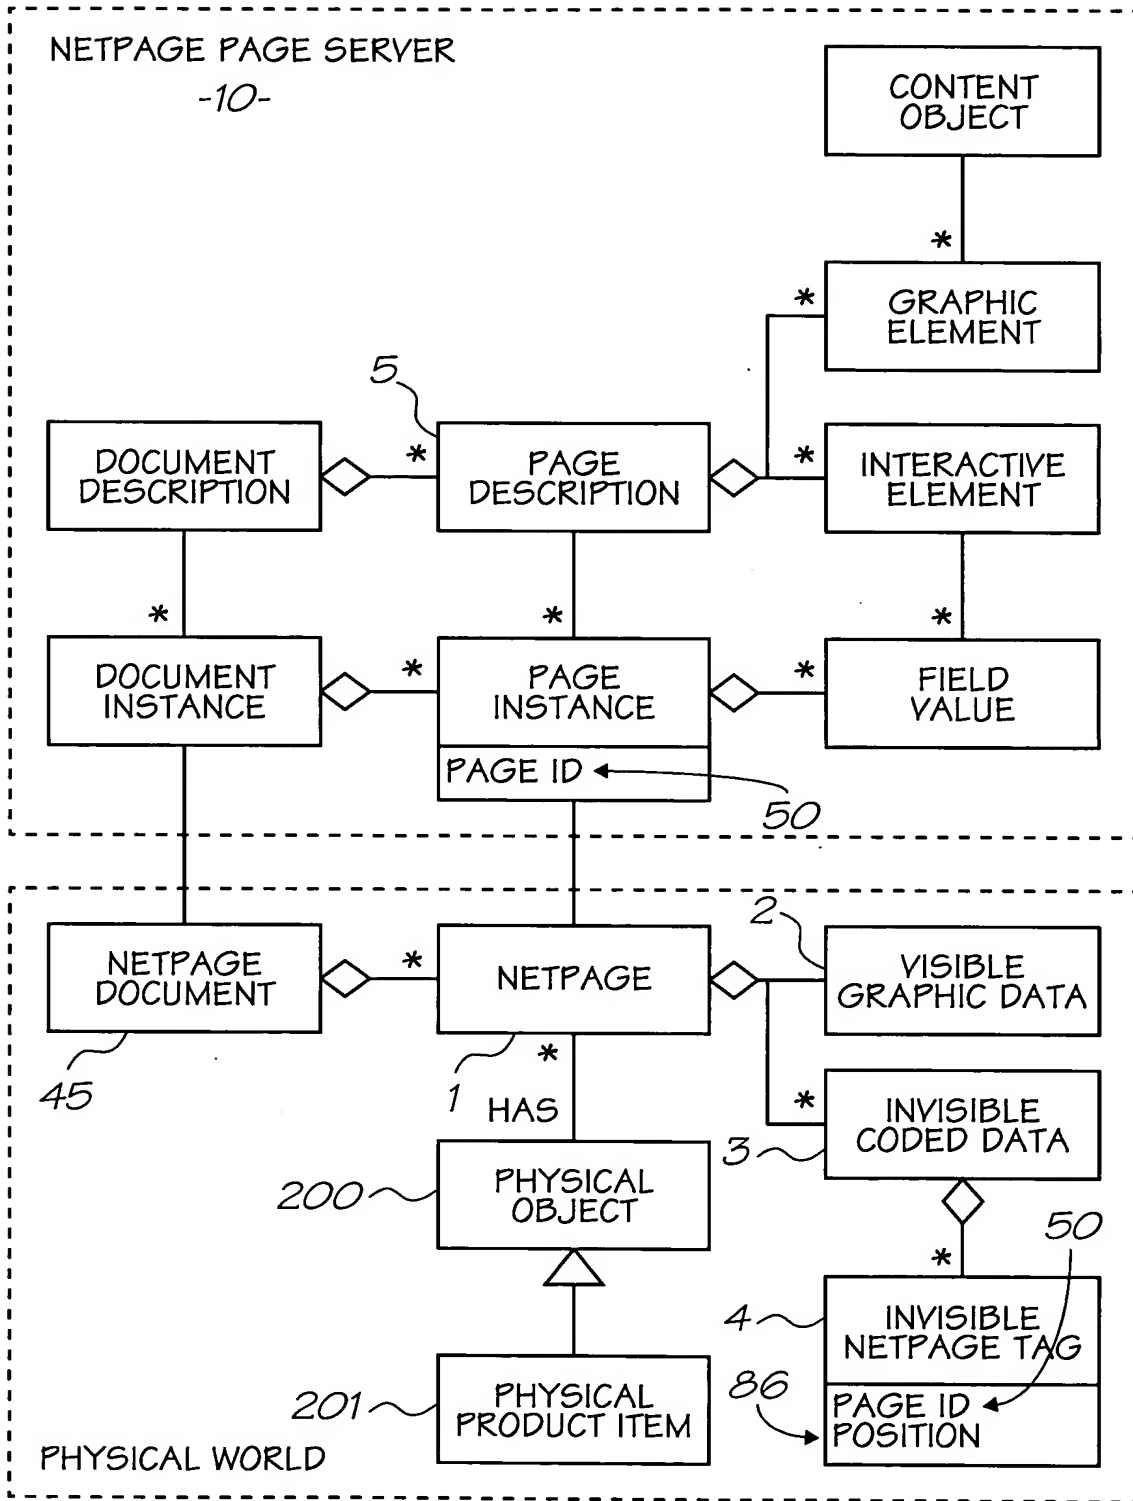 NETPAGE PAGE SERVER
-10-
CONTENT
OBJECT
*
*
GRAPHIC
ELEMENT
5
DOCUMENT
DESCRIPTION
*
PAGE
DESCRIPTION
*
INTERACTIVE
ELEMENT
*
*
*
DOCUMENT
INSTANCE
*
PAGE
INSTANCE
*
FIELD
VALUE
PAGE ID
50
2
NETPAGE
DOCUMENT
*
NETPAGE
VISIBLE
GRAPHIC DATA
45
1
*
HAS
*
INVISIBLE
CODED DATA
3
200
PHYSICAL
OBJECT
50
*
4
INVISIBLE
NETPAGE TAG
86
PAGE ID
POSITION
201
PHYSICAL
PRODUCT ITEM
PHYSICAL WORLD